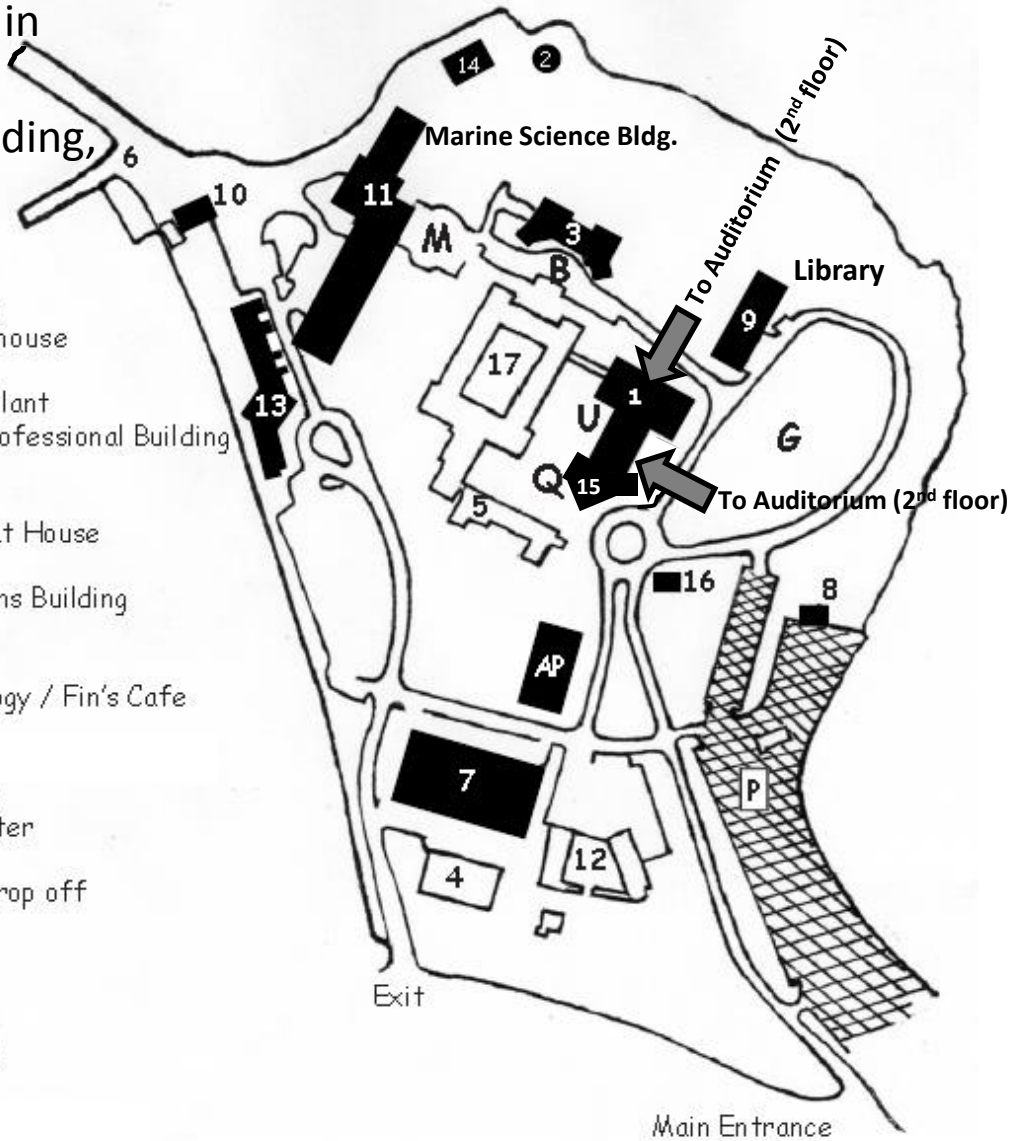 in
14
2
To Auditorium (2nd floor)
ding,
Marine Science Bldg.
6
10
11
M
3
B
Library
9
house
17
1
lant
13
U
G
ofessional Building
Q
15
5
To Auditorium (2nd floor)
t House
16
8
ns Building
AP
ogy / Fin's Cafe
7
P
ter
12
4
rop off
Exit
Main Entrance